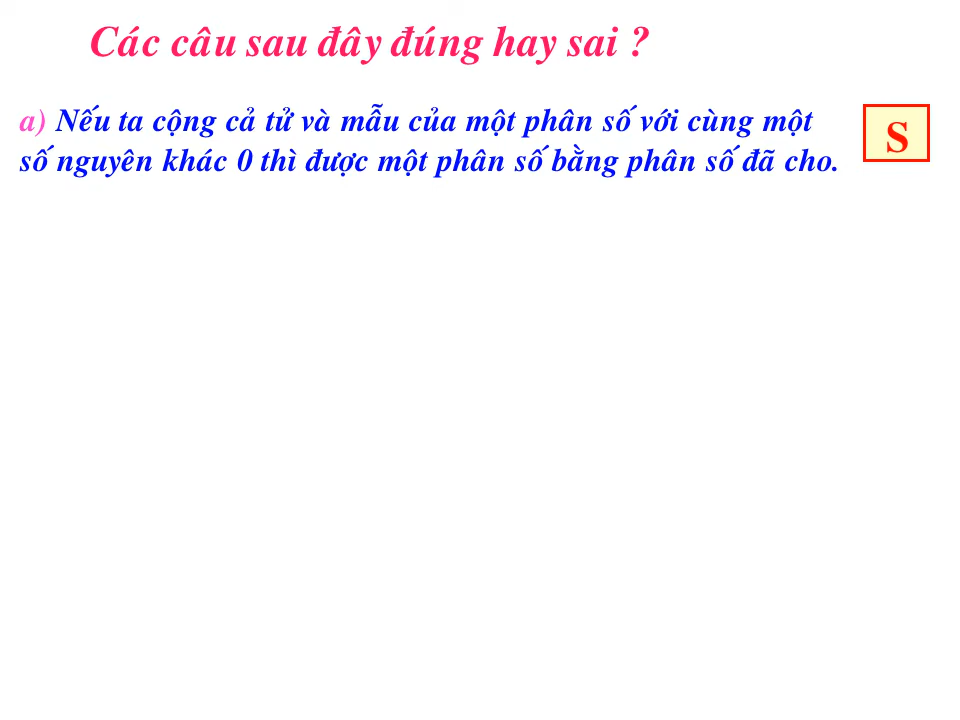 Các câu sau đây đúng hay sai ?
a) Nếu ta cộng cả tử và mẫu của một phân số với cùng một
số nguyên khác 0 thì được một phân số bằng phân số đã cho.
S